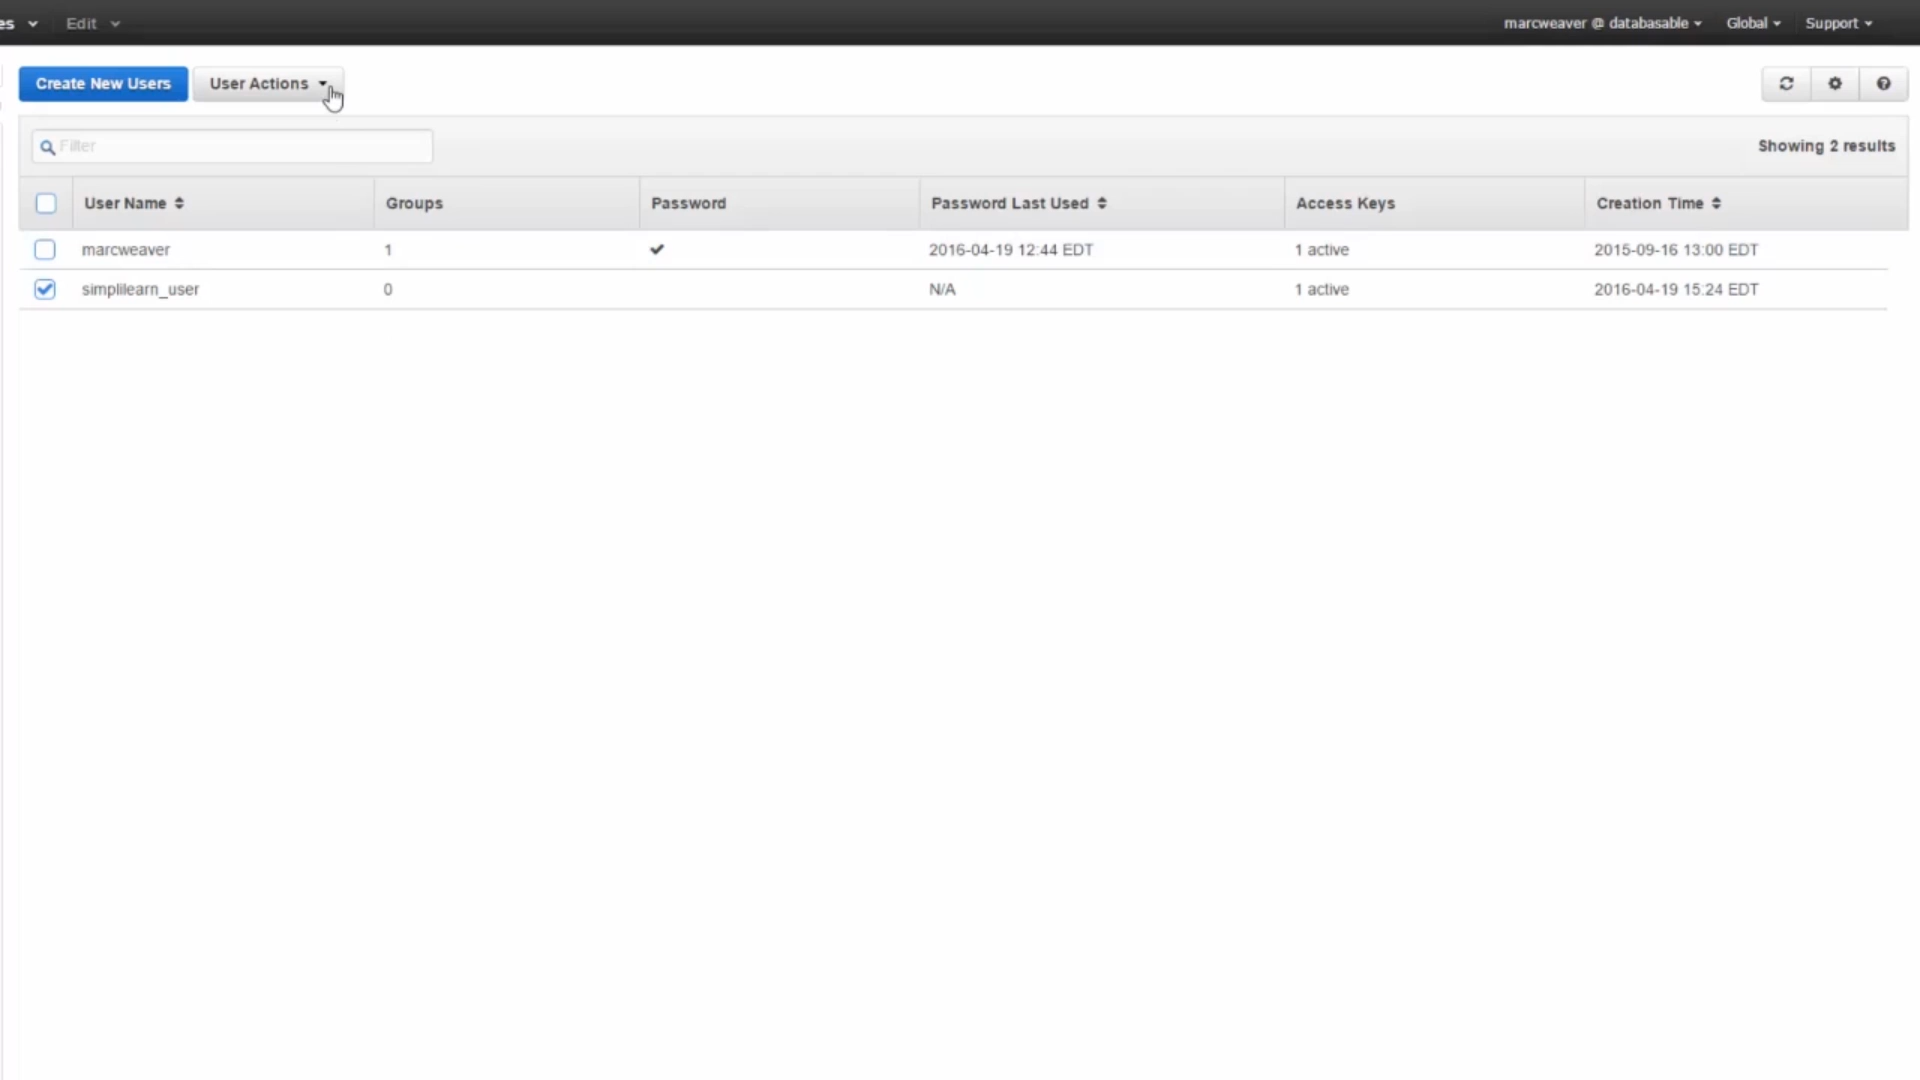 es Edit marcweaver @ databasable Global Support
Create New Users User Actions
Filter Showing 2 results
User Name Groups Password Password Last Used Access Keys Creation Time
marcweaver 1 2016-04-19 12:44 EDT 1 active 2015-09-16 13:00 EDT
simplilearn_user 0 N/A 1 active 2016-04-19 15:24 EDT